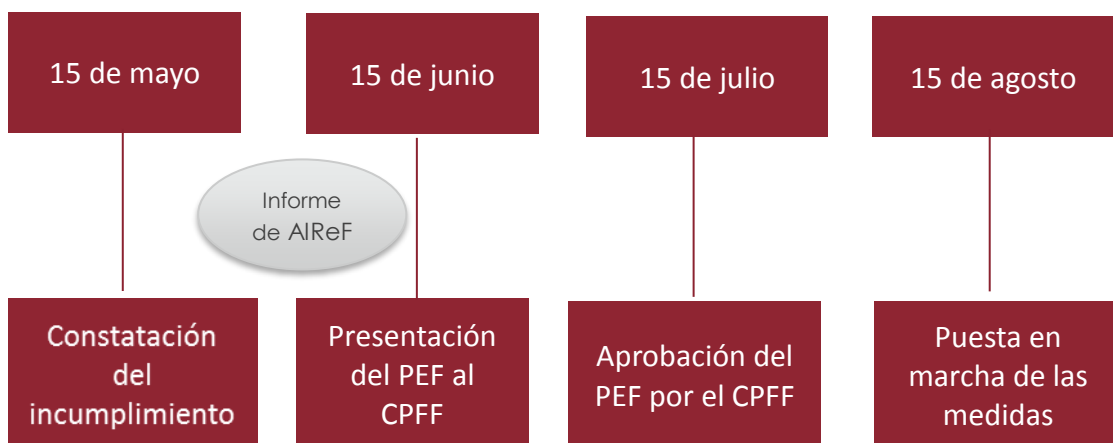 15 de mayo
15 de junio
15 de julio
15 de agosto
Informe
de AIReF
Constatación
del
incumplimiento
Presentación
del PEF al
CPFF
Aprobación del
PEF por el CPFF
Puesta en
marcha de las
medidas